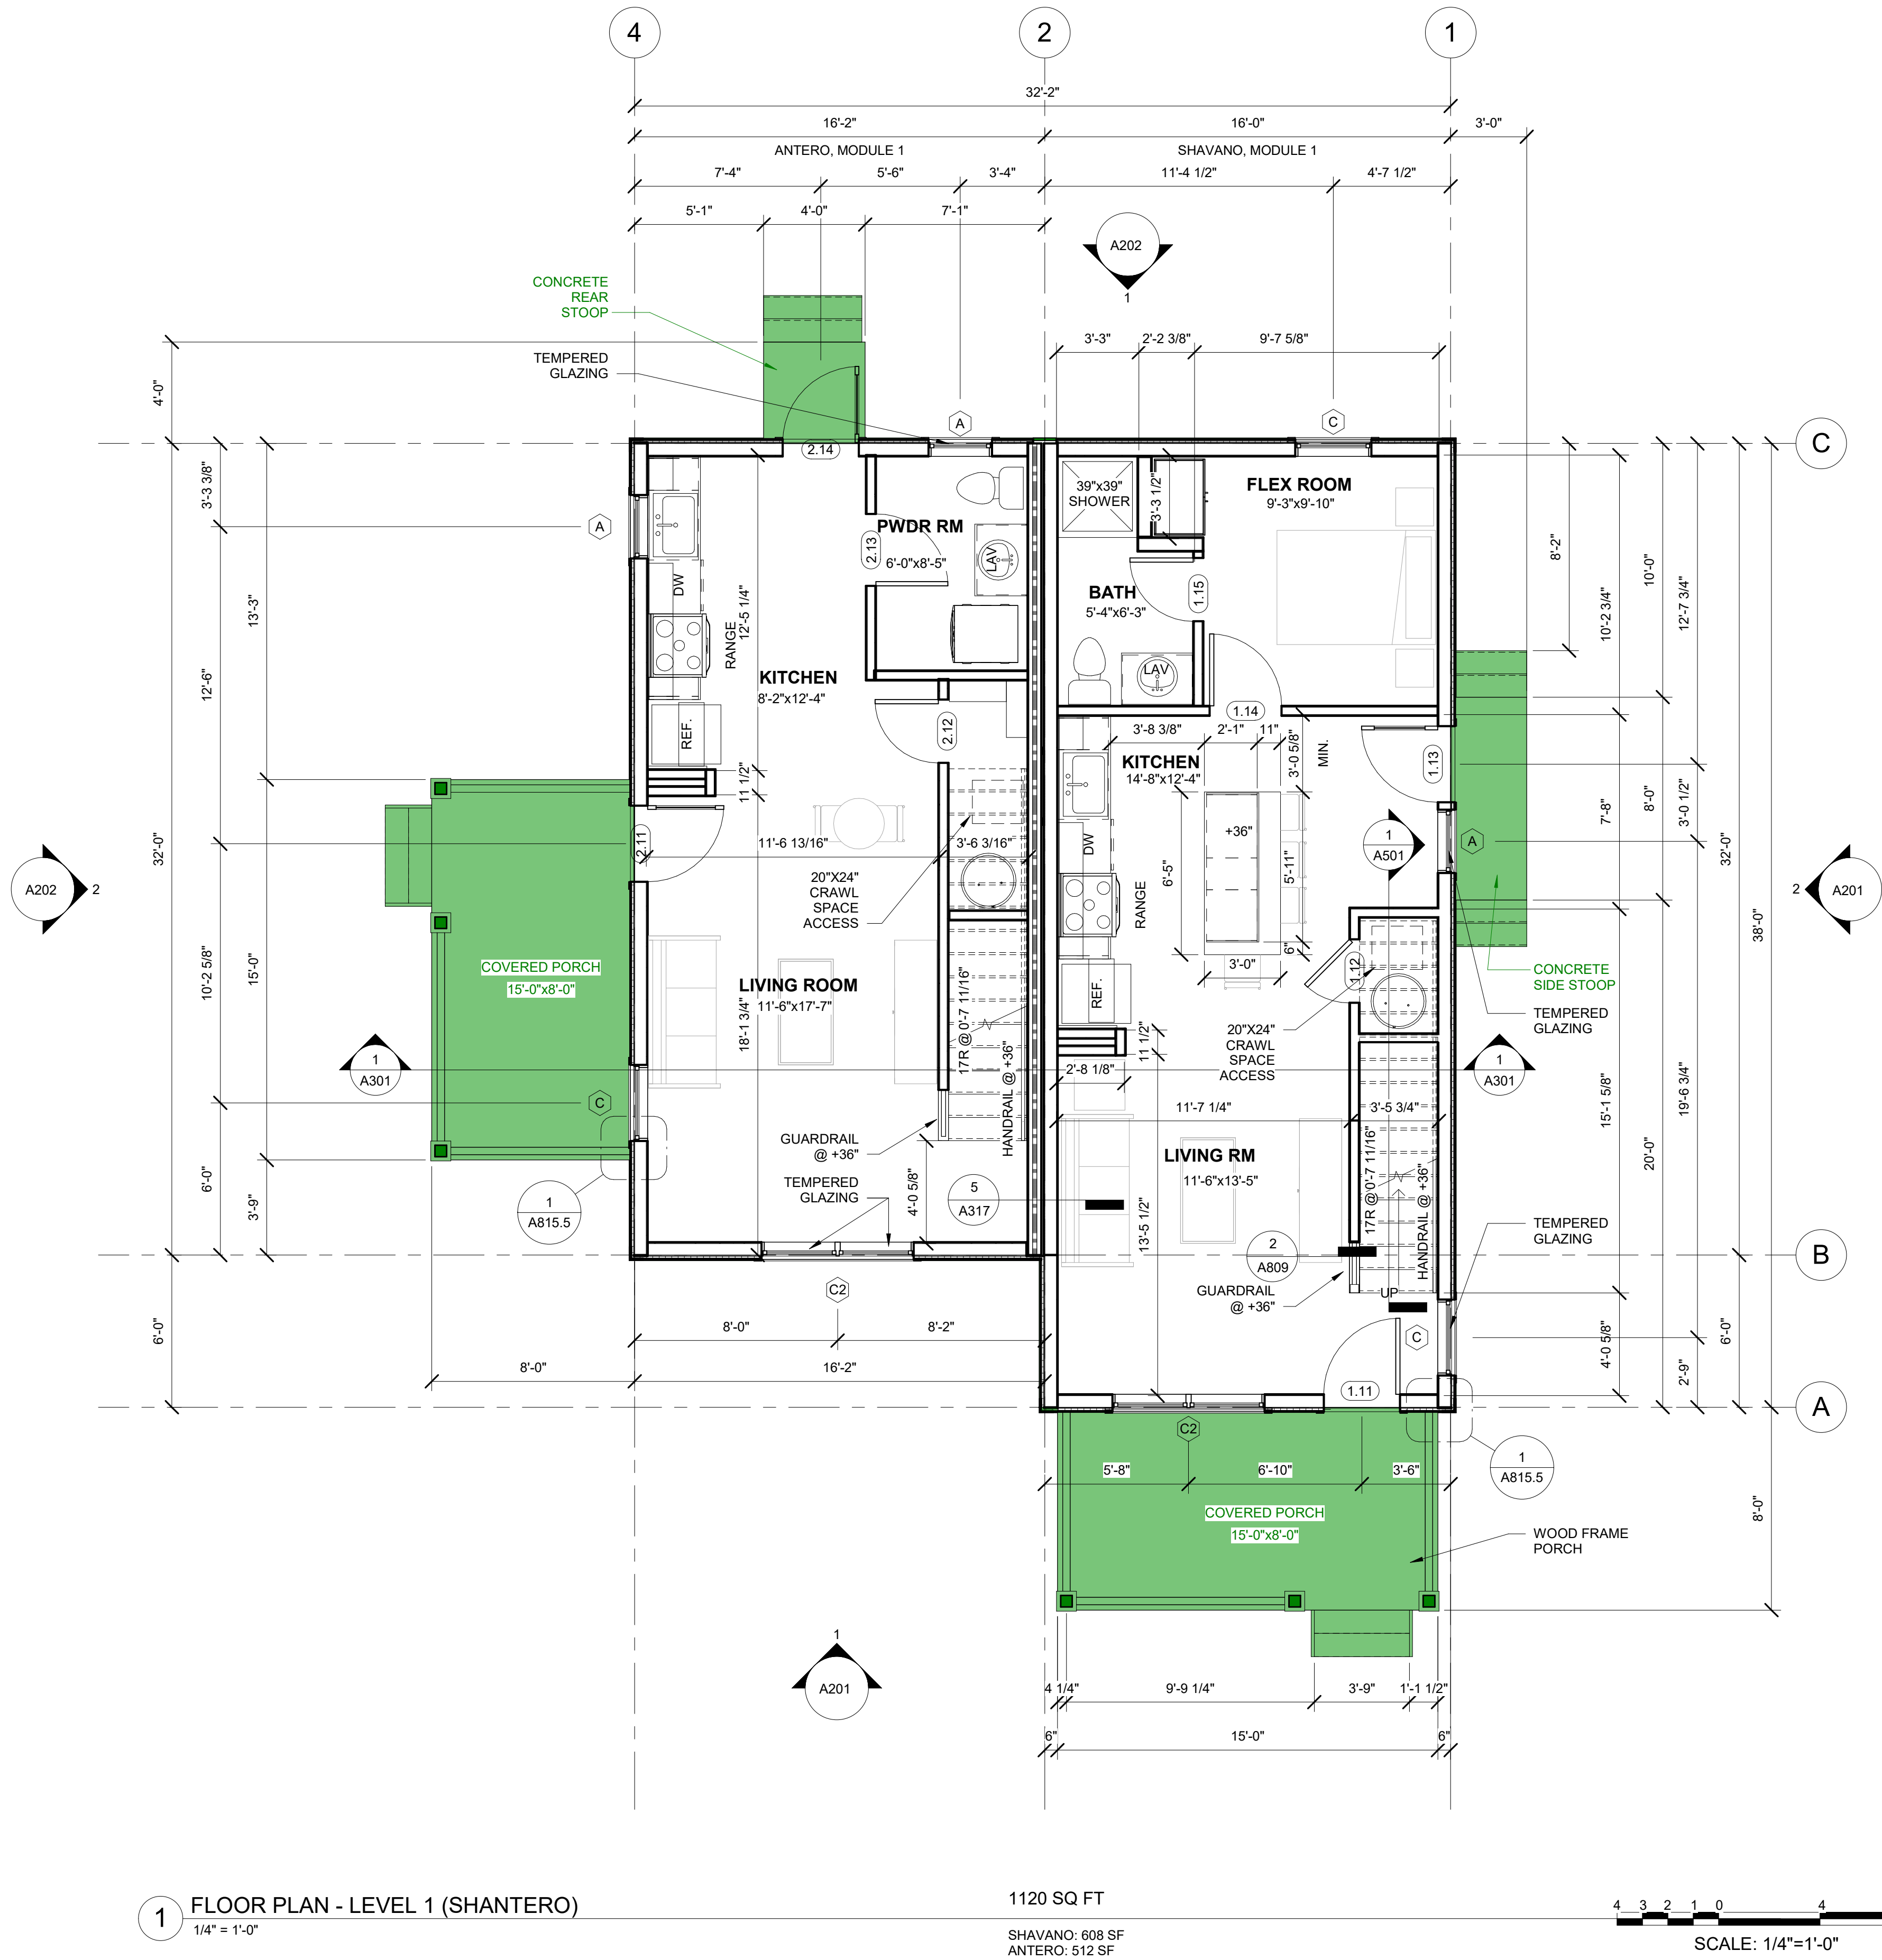 4
2
1
32'-2"
16'-2"
16'-0"
3'-0"
ANTERO, MODULE 1
SHAVANO, MODULE 1
7'-4"
5'-6"
3'-4"
11'-4 1/2"
4'-7 1/2"
5'-1"
4'-0"
7'-1"
A202
1
CONCRETE
REAR
STOOP
TEMPERED
GLAZING
3'-3"
2'-2 3/8"
9'-7 5/8"
A
C
C
4'-0"
2.14
3'-3 3/8"
39"x39"
SHOWER
3'-3 1/2"
FLEX ROOM
9'-3"x9'-10"
A
PWDR RM
6'-0"x8'-5"
2.13
LAV
DW
RANGE
12'-5 1/4"
8'-2"
10'-0"
12'-7 3/4"
10'-2 3/4"
13'-3"
BATH
5'-4"x6'-3"
1.15
LAV
KITCHEN
8'-2"x12'-4"
12'-6"
REF.
2.12
1.14
3'-8 3/8"
2'-1"
11"
3'-0 5/8"
MIN.
KITCHEN
14'-8"x12'-4"
1.13
11 1/2"
7'-8"
8'-0"
3'-0 1/2"
+36"
DW
1
A501
A
2.11
11'-6 13/16"
3'-6 3/16"
6'-5"
5'-11"
32'-0"
32'-0"
38'-0"
A202
2
2
A201
20"X24"
CRAWL
SPACE
ACCESS
RANGE
6"
3'-0"
REF.
1.12
COVERED PORCH
15'-0"x8'-0"
10'-2 5/8"
15'-0"
LIVING ROOM
11'-6"x17'-7"
18'-1 3/4"
17R @ 0'-7 11/16"
HANDRAIL @ +36"
CONCRETE
SIDE STOOP
TEMPERED
GLAZING
20"X24"
CRAWL
SPACE
ACCESS
11 1/2"
2'-8 1/8"
1
A301
1
A301
C
11'-7 1/4"
3'-5 3/4"
15'-1 5/8"
19'-6 3/4"
20'-0"
GUARDRAIL
@ +36"
TEMPERED
GLAZING
4'-0 5/8"
5
A317
LIVING RM
11'-6"x13'-5"
13'-5 1/2"
17R @ 0'-7 11/16"
HANDRAIL @ +36"
6'-0"
3'-9"
1
A815.5
TEMPERED
GLAZING
2
A809
B
GUARDRAIL
@ +36"
UP
C2
C
8'-0"
8'-2"
6'-0"
4'-0 5/8"
2'-9"
6'-0"
8'-0"
16'-2"
1.11
A
C2
1
A815.5
5'-8"
6'-10"
3'-6"
COVERED PORCH
15'-0"x8'-0"
8'-0"
WOOD FRAME
PORCH
1
A201
4 1/4"
9'-9 1/4"
3'-9"
1'-1 1/2"
6"
15'-0"
6"
1
FLOOR PLAN - LEVEL 1 (SHANTERO)
1/4" = 1'-0"
1120 SQ FT
SHAVANO: 608 SF
ANTERO: 512 SF
4 3 2 1 0 4
SCALE: 1/4"=1'-0"